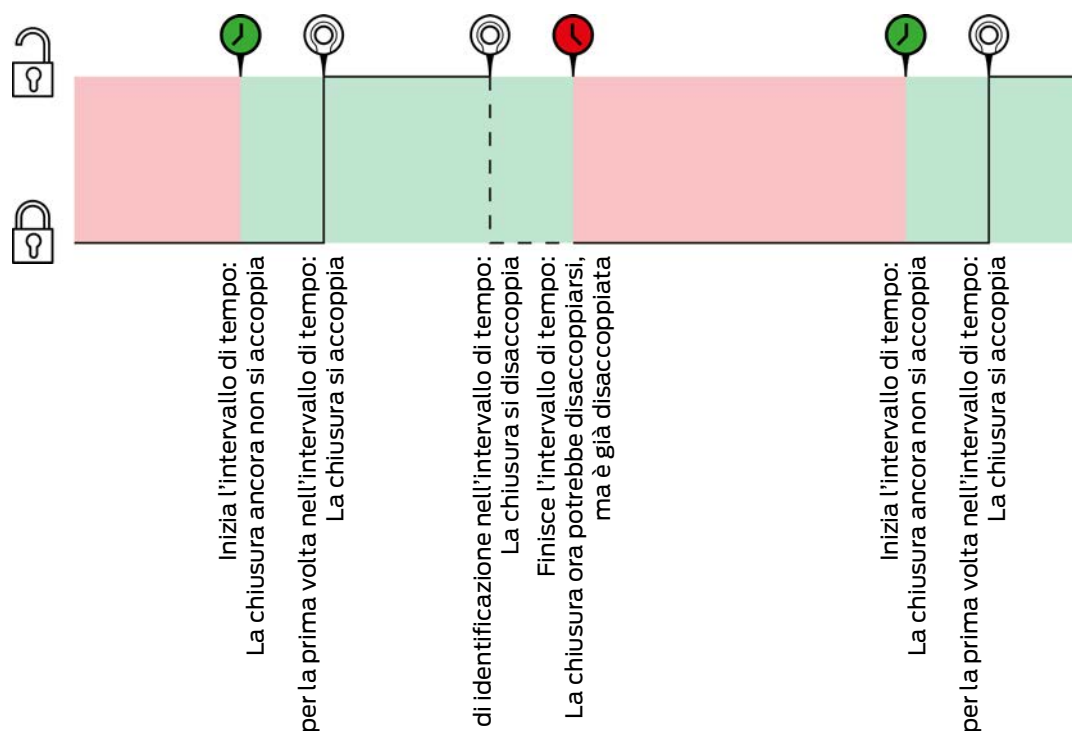 Inizia l'intervallo di tempo:
La chiusura ancora non si accoppia
per la prima volta nell'intervallo di tempo:
La chiusura si accoppia
di identificazione nell'intervallo di tempo:
La chiusura si disaccoppia
Finisce l'intervallo di tempo:
La chiusura ora potrebbe disaccoppiarsi,
ma è già disaccoppiata
Inizia l'intervallo di tempo:
La chiusura ancora non si accoppia
per la prima volta nell'intervallo di tempo:
La chiusura si accoppia